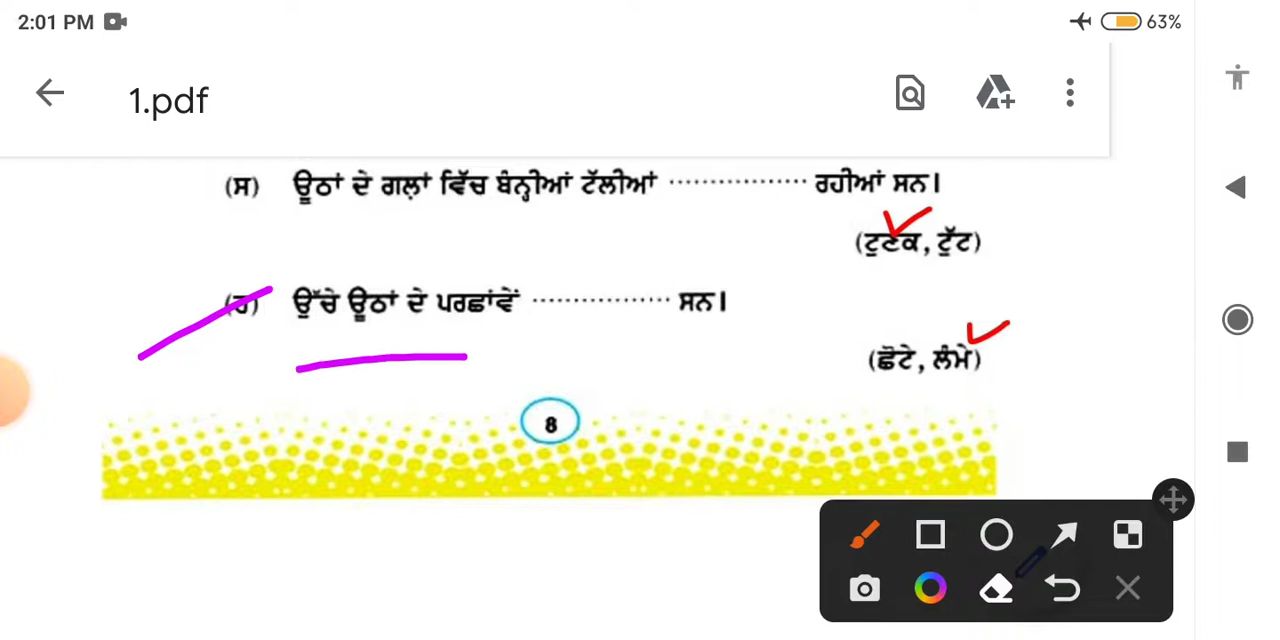 2:01 PM 63%
1.pdf
(ਸ) ਊਠਾਂ ਦੇ ਗਲ਼ਾਂ ਵਿੱਚ ਬੰਨ੍ਹੀਆਂ ਟੱਲੀਆਂ ................ ਰਹੀਆਂ ਸਨ।
(ਟੁਣਕ, ਟੁੱਟ)
(ਹ) ਉੱਚੇ ਊਠਾਂ ਦੇ ਪਰਛਾਂਵੇਂ ................ ਸਨ।
(ਛੋਟੇ, ਲੰਮੇ)
8